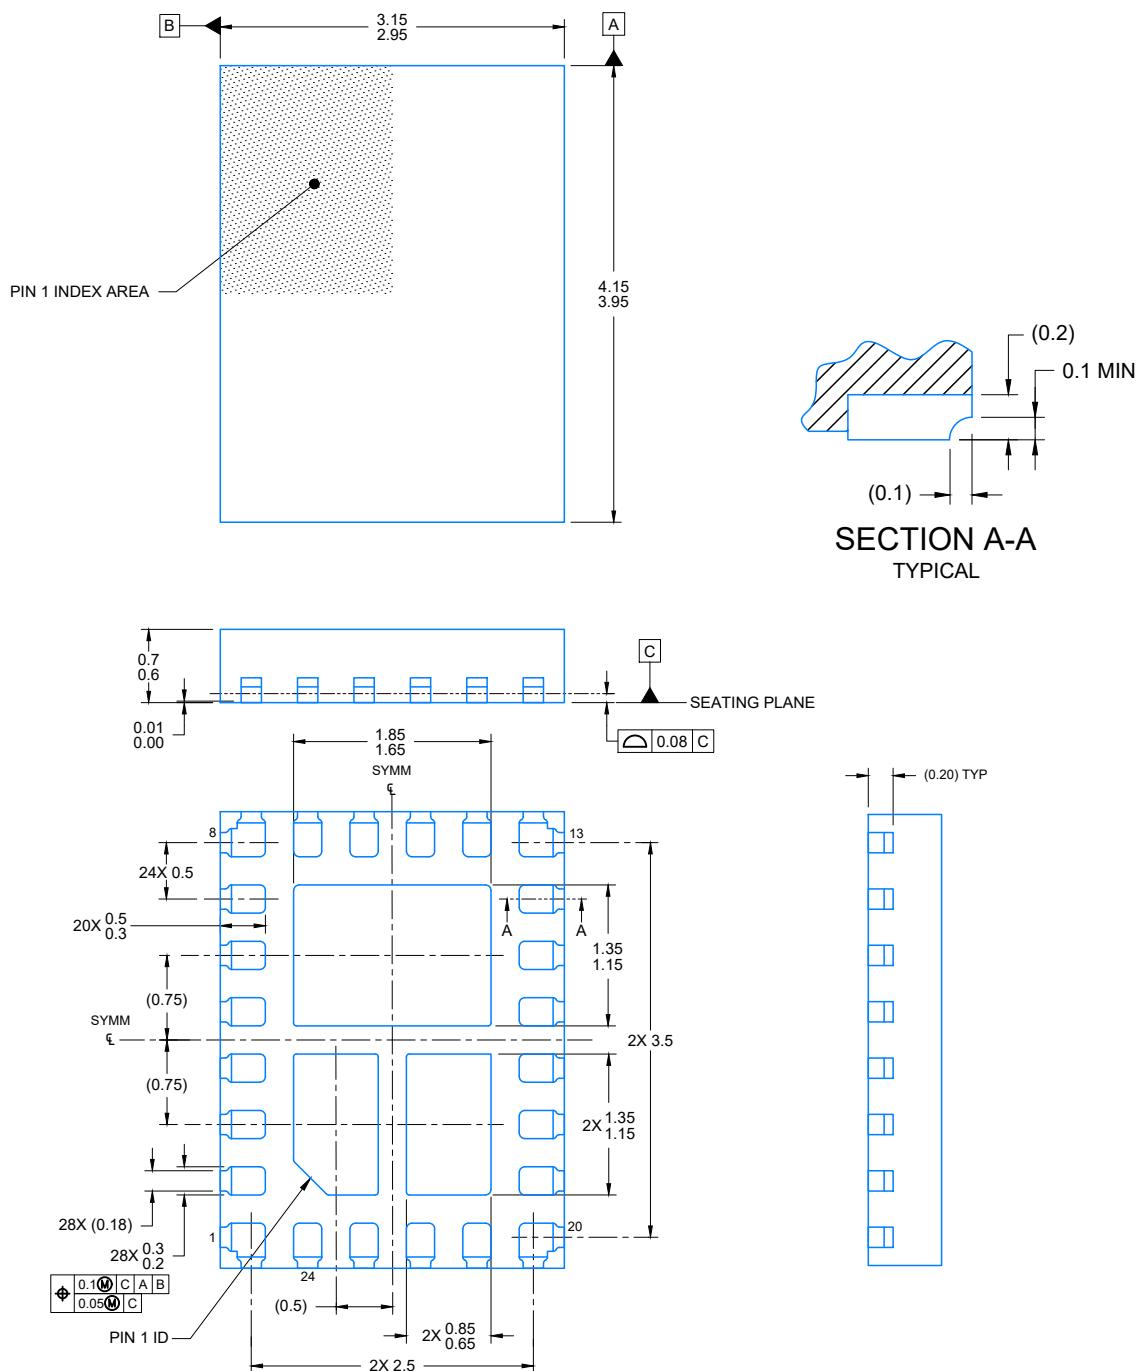 B
3.15
2.95
A
PIN 1 INDEX AREA
4.15
3.95
(0.2)
0.1 MIN
(0.1)
SECTION A-A
TYPICAL
0.7
0.6
0.01
0.00
C
SEATING PLANE
0.08 C
1.85
1.65
SYMM
℄
(0.20) TYP
8
13
24X 0.5
20X 0.5
0.3
A
A
1.35
1.15
(0.75)
SYMM
℄
2X 3.5
(0.75)
2X 1.35
1.15
28X (0.18)
1
20
28X 0.3
0.2
24
⌖ 0.1Ⓜ C A B
0.05Ⓜ C
(0.5)
PIN 1 ID
2X 0.85
0.65
2X 2.5